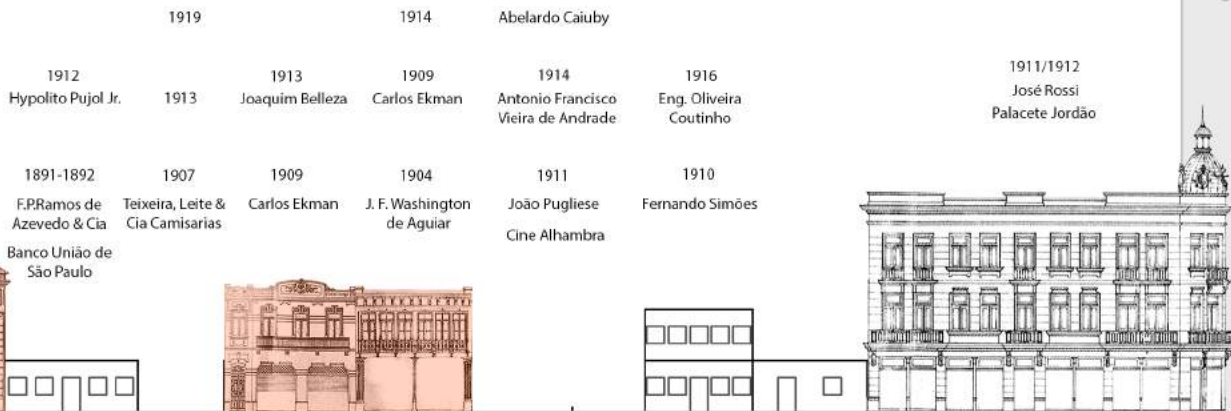 1919
1914
Abelardo Caiuby
1912
Hypolito Pujol Jr.
1913
1913
Joaquim Belleza
1909
Carlos Ekman
1914
Antonio Francisco
Vieira de Andrade
1916
Eng. Oliveira
Coutinho
1911/1912
José Rossi
Palacete Jordão
1891-1892
F.P.Ramos de
Azevedo & Cia
Banco União de
São Paulo
1907
Teixeira, Leite &
Cia Camisarias
1909
Carlos Ekman
1904
J. F. Washington
de Aguiar
1911
João Pugliese
Cine Alhambra
1910
Fernando Simões